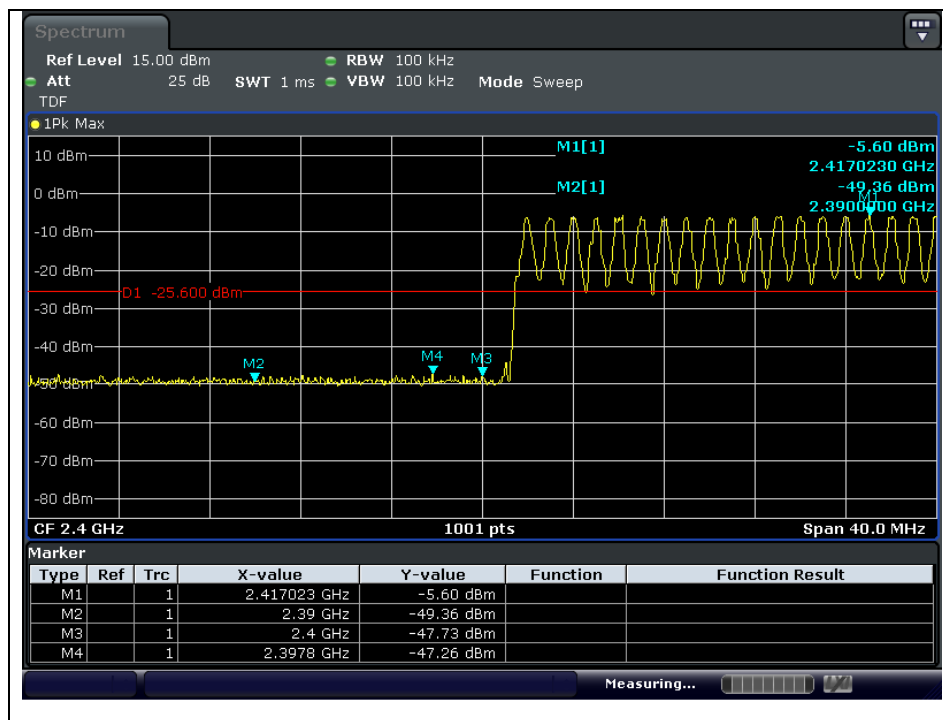 Spectrum
Ref Level 15.00 dBm RBW 100 kHz
Att 25 dB SWT 1 ms VBW 100 kHz Mode Sweep
TDF
1Pk Max
M1[1] -5.60 dBm
2.4170230 GHz
M2[1] -49.36 dBm
2.3900000 GHz
M1
10 dBm
0 dBm
-10 dBm
-20 dBm
D1 -25.600 dBm
-30 dBm
-40 dBm
M2 M4 M3
-50 dBm
-60 dBm
-70 dBm
-80 dBm
CF 2.4 GHz 1001 pts Span 40.0 MHz
Marker
Type Ref Trc X-value Y-value Function Function Result
M1 1 2.417023 GHz -5.60 dBm
M2 1 2.39 GHz -49.36 dBm
M3 1 2.4 GHz -47.73 dBm
M4 1 2.3978 GHz -47.26 dBm
Measuring...